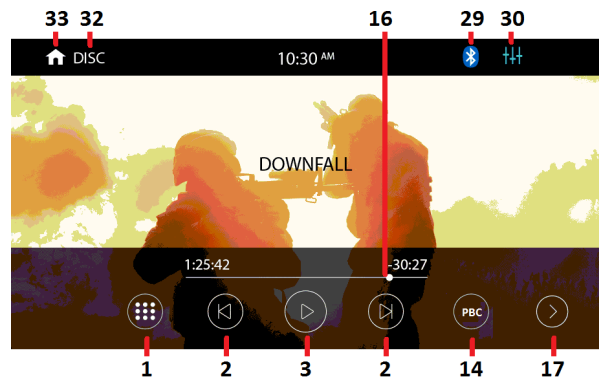 33 32 16 29 30
DISC 10:30 AM
DOWNFALL
1:25:42 -30:27
PBC
1 2 3 2 14 17